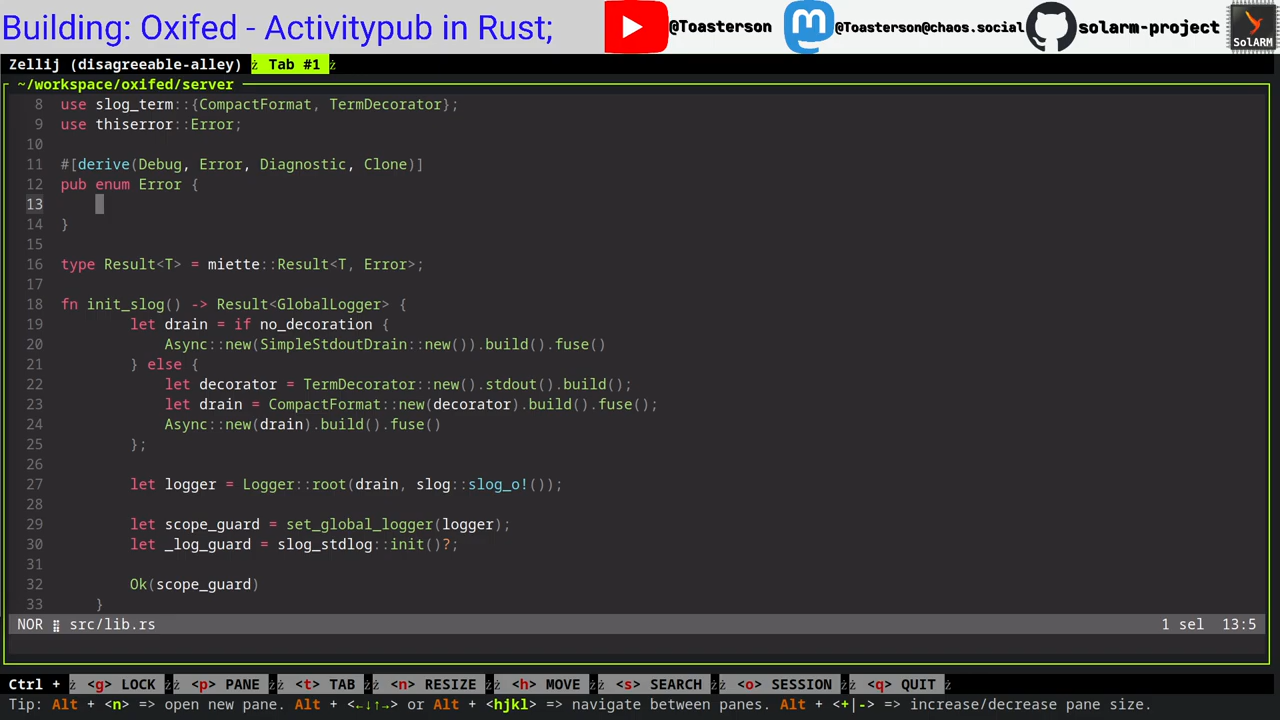 Building: Oxifed - Activitypub in Rust;
@Toasterson
@Toasterson@chaos.social
solarm-project
SolARM
Zellij (disagreeable-alley) ż Tab #1 ż
~/workspace/oxifed/server
8 use slog_term::{CompactFormat, TermDecorator};
9 use thiserror::Error;
10
11 #[derive(Debug, Error, Diagnostic, Clone)]
12 pub enum Error {
13
14 }
15
16 type Result<T> = miette::Result<T, Error>;
17
18 fn init_slog() -> Result<GlobalLogger> {
19 let drain = if no_decoration {
20 Async::new(SimpleStdoutDrain::new()).build().fuse()
21 } else {
22 let decorator = TermDecorator::new().stdout().build();
23 let drain = CompactFormat::new(decorator).build().fuse();
24 Async::new(drain).build().fuse()
25 };
26
27 let logger = Logger::root(drain, slog::slog_o!());
28
29 let scope_guard = set_global_logger(logger);
30 let _log_guard = slog_stdlog::init()?;
31
32 Ok(scope_guard)
33 }
NOR ⣾ src/lib.rs 1 sel 13:5
Ctrl + ż <g> LOCK ż <p> PANE ż <t> TAB ż <n> RESIZE ż <h> MOVE ż <s> SEARCH ż <o> SESSION ż <q> QUIT ż
Tip: Alt + <n> => open new pane. Alt + <←↓↑→> or Alt + <hjkl> => navigate between panes. Alt + <+|-> => increase/decrease pane size.